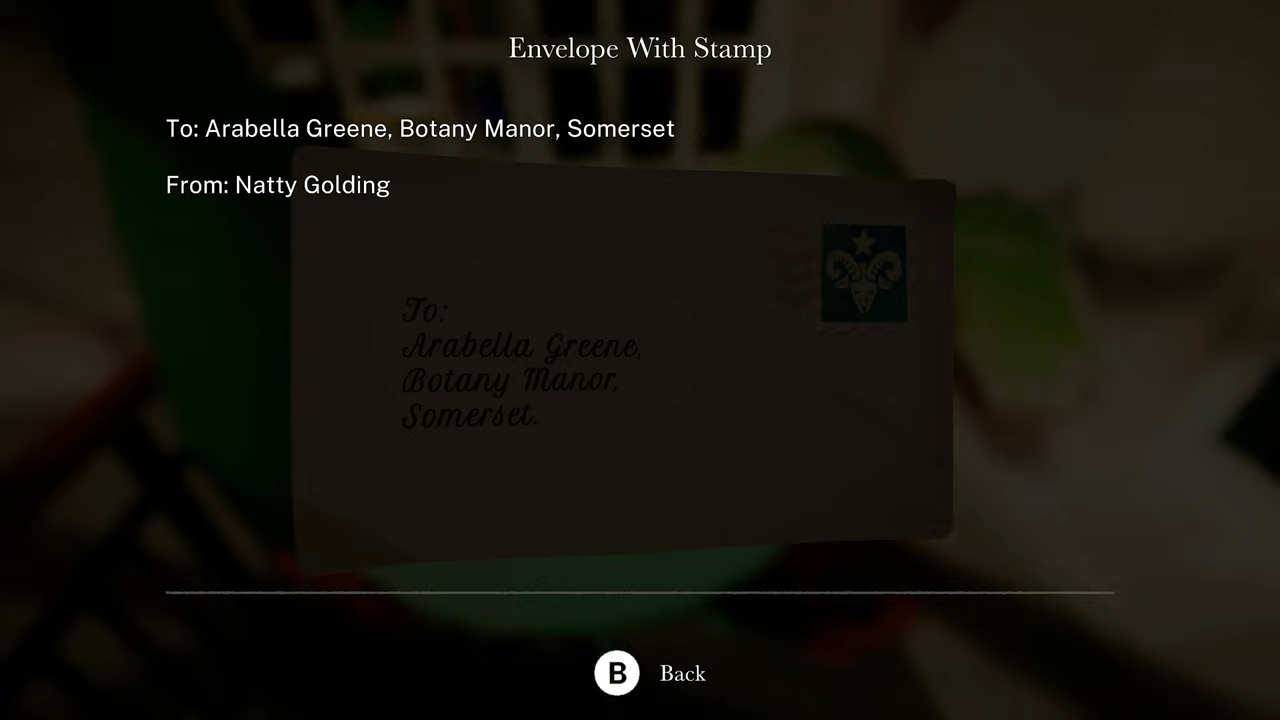 Envelope With Stamp
To: Arabella Greene, Botany Manor, Somerset
From: Natty Golding
To:
Arabella Greene,
Botany Manor,
Somerset.
B Back